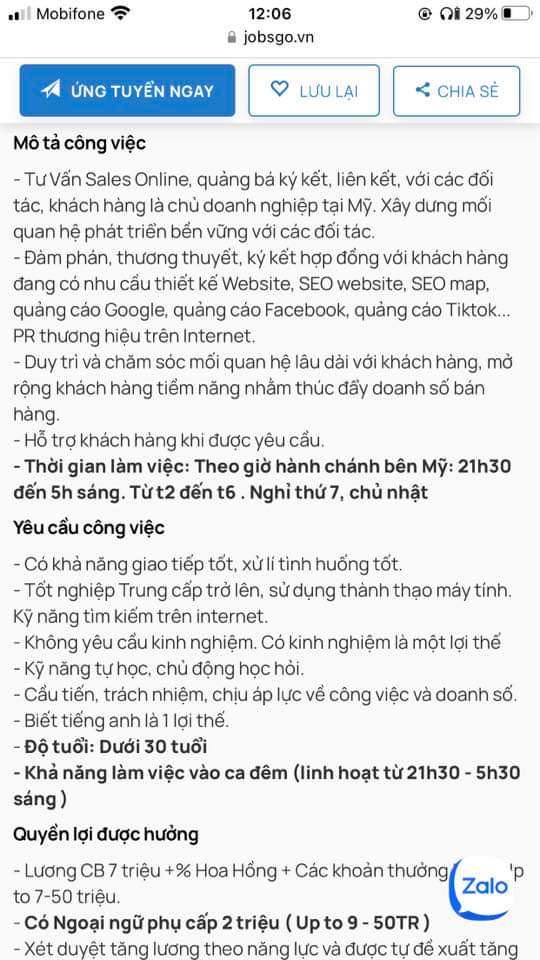 Mobifone 12:06 29%
jobsgo.vn
ỨNG TUYỂN NGAY LƯU LẠI CHIA SẺ
Mô tả công việc
- Tư Vấn Sales Online, quảng bá ký kết, liên kết, với các đối
tác, khách hàng là chủ doanh nghiệp tại Mỹ. Xây dưng mối
quan hệ phát triển bền vững với các đối tác.
- Đàm phán, thương thuyết, ký kết hợp đồng với khách hàng
đang có nhu cầu thiết kế Website, SEO website, SEO map,
quảng cáo Google, quảng cáo Facebook, quảng cáo Tiktok...
PR thương hiệu trên Internet.
- Duy trì và chăm sóc mối quan hệ lâu dài với khách hàng, mở
rộng khách hàng tiềm năng nhằm thúc đẩy doanh số bán
hàng.
- Hỗ trợ khách hàng khi được yêu cầu.
- Thời gian làm việc: Theo giờ hành chánh bên Mỹ: 21h30
đến 5h sáng. Từ t2 đến t6 . Nghỉ thứ 7, chủ nhật
Yêu cầu công việc
- Có khả năng giao tiếp tốt, xử lí tình huống tốt.
- Tốt nghiệp Trung cấp trở lên, sử dụng thành thạo máy tính.
Kỹ năng tìm kiếm trên internet.
- Không yêu cầu kinh nghiệm. Có kinh nghiệm là một lợi thế
- Kỹ năng tự học, chủ động học hỏi.
- Cầu tiến, trách nhiệm, chịu áp lực về công việc và doanh số.
- Biết tiếng anh là 1 lợi thế.
- Độ tuổi: Dưới 30 tuổi
- Khả năng làm việc vào ca đêm (linh hoạt từ 21h30 - 5h30
sáng )
Quyền lợi được hưởng
- Lương CB 7 triệu +% Hoa Hồng + Các khoản thưởng
to 7-50 triệu.
Zalo
- Có Ngoại ngữ phụ cấp 2 triệu ( Up to 9 - 50TR )
- Xét duyệt tăng lương theo năng lực và được tự đề xuất tăng